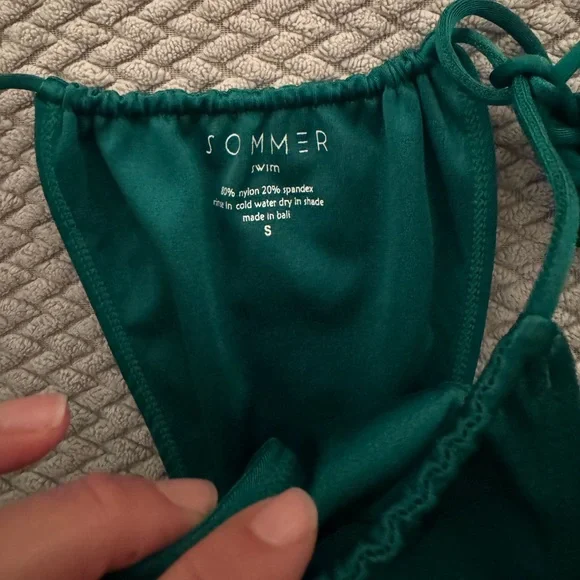 SOMMER
swim
80% nylon 20% spandex
rinse in cold water dry in shade
made in bali
S